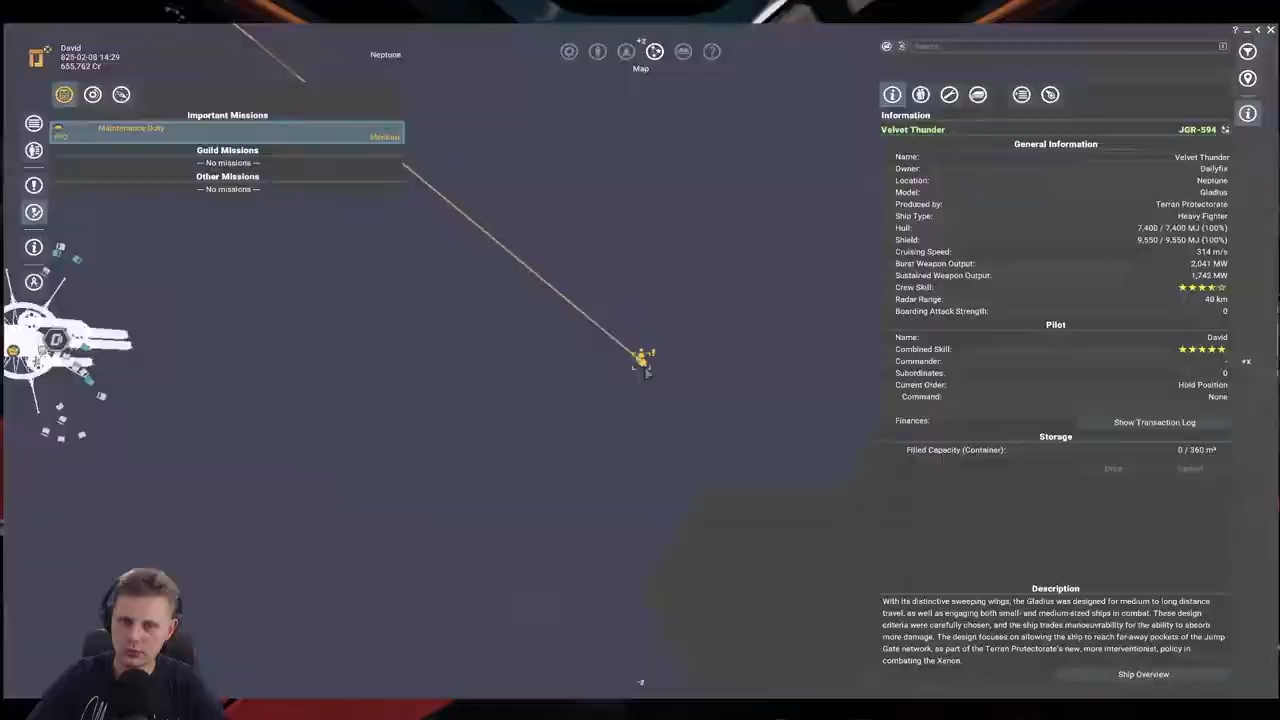 David
825-02-08 14:29
655,762 Cr
Neptune
+z
Map
?
Search...
Important Missions
Maintenance Duty
Medium
Guild Missions
--- No missions ---
Other Missions
--- No missions ---
Information
Velvet Thunder JGR-594
General Information
Name: Velvet Thunder
Owner: Dailyfix
Location: Neptune
Model: Gladius
Produced by: Terran Protectorate
Ship Type: Heavy Fighter
Hull: 7,400 / 7,400 MJ (100%)
Shield: 9,550 / 9,550 MJ (100%)
Cruising Speed: 314 m/s
Burst Weapon Output: 2,041 MW
Sustained Weapon Output: 1,742 MW
Crew Skill: ★★★⯪☆
Radar Range: 40 km
Boarding Attack Strength: 0
Pilot
Name: David
Combined Skill: ★★★★★
Commander: -
Subordinates: 0
Current Order: Hold Position
Command: None
+x
Finances: Show Transaction Log
Storage
Filled Capacity (Container): 0 / 360 m³
Drop
Description
With its distinctive sweeping wings, the Gladius was designed for medium to long distance
travel, as well as engaging both small- and medium-sized ships in combat. These design
criteria were carefully chosen, and the ship trades manoeuvrability for the ability to absorb
more damage. The design focuses on allowing the ship to reach far-away pockets of the Jump
Gate network, as part of the Terran Protectorate's new, more interventionist, policy in
combating the Xenon.
Ship Overview
-z